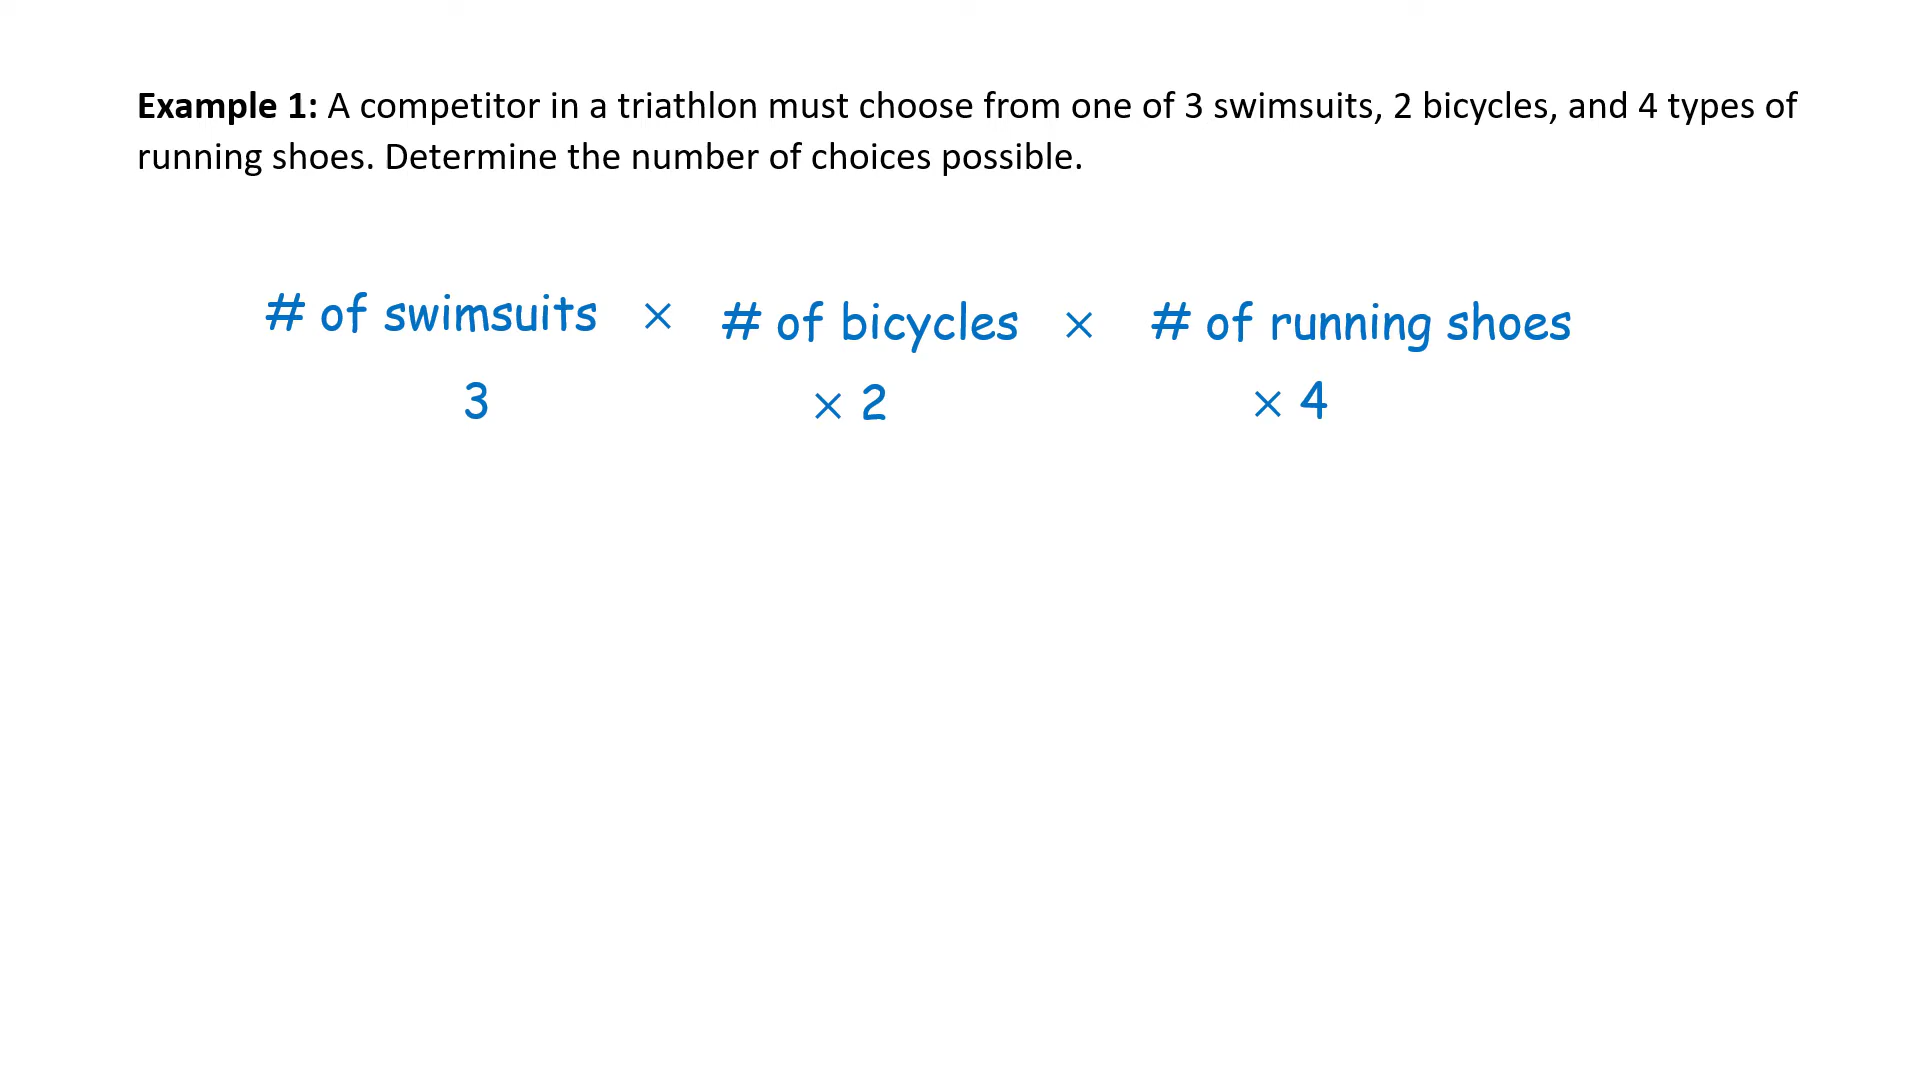 Example 1: A competitor in a triathlon must choose from one of 3 swimsuits, 2 bicycles, and 4 types of
running shoes. Determine the number of choices possible.
# of swimsuits × # of bicycles × # of running shoes
3 × 2 × 4